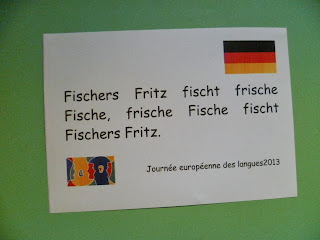 Fischers Fritz fischt frische
Fische, frische Fische fischt
Fischers Fritz.
Journée européenne des langues2013